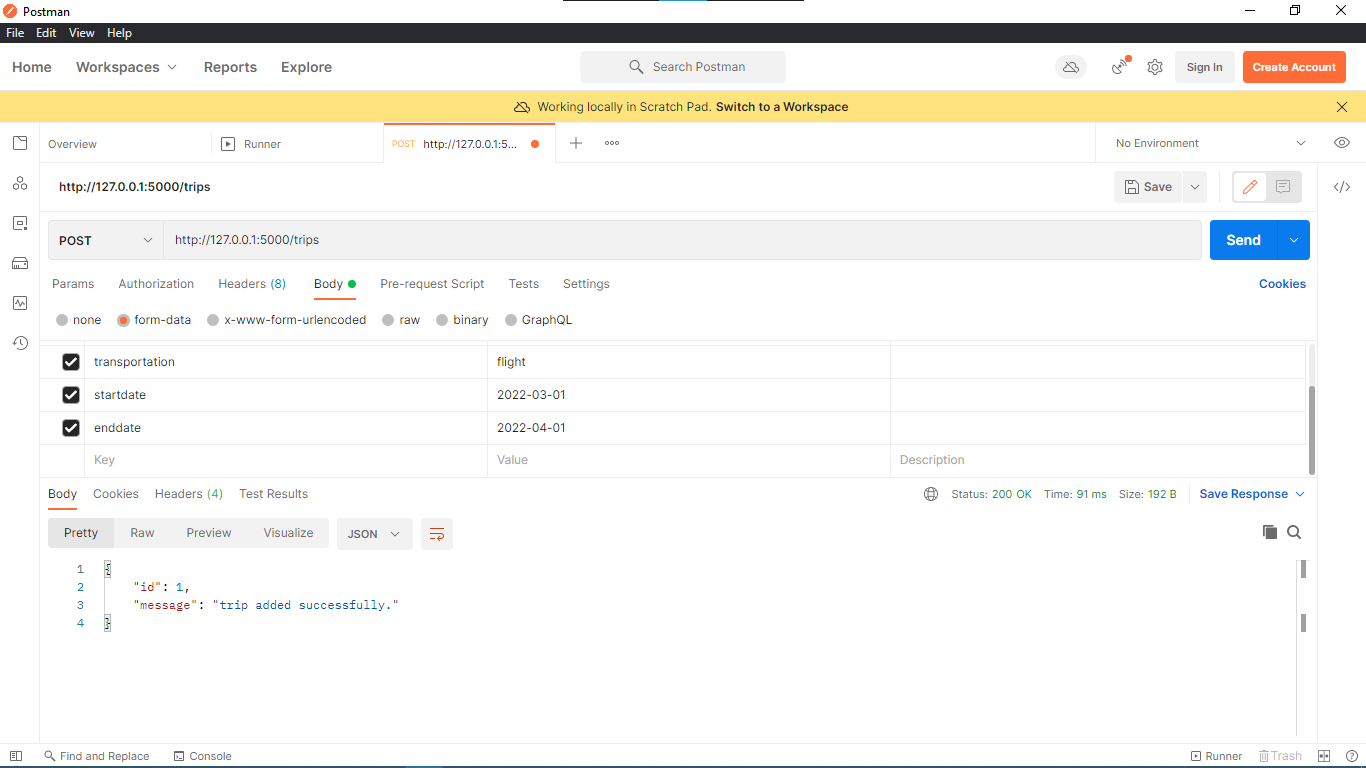 Postman
File Edit View Help
Home Workspaces Reports Explore Search Postman Sign In Create Account
Working locally in Scratch Pad. Switch to a Workspace
Overview Runner POST http://127.0.0.1:5... No Environment
http://127.0.0.1:5000/trips Save
POST http://127.0.0.1:5000/trips Send
Params Authorization Headers (8) Body Pre-request Script Tests Settings Cookies
none form-data x-www-form-urlencoded raw binary GraphQL
transportation flight
startdate 2022-03-01
enddate 2022-04-01
Key Value Description
Body Cookies Headers (4) Test Results Status: 200 OK Time: 91 ms Size: 192 B Save Response
Pretty Raw Preview Visualize JSON
1 {
2 "id": 1,
3 "message": "trip added successfully."
4 }
Find and Replace Console Runner Trash